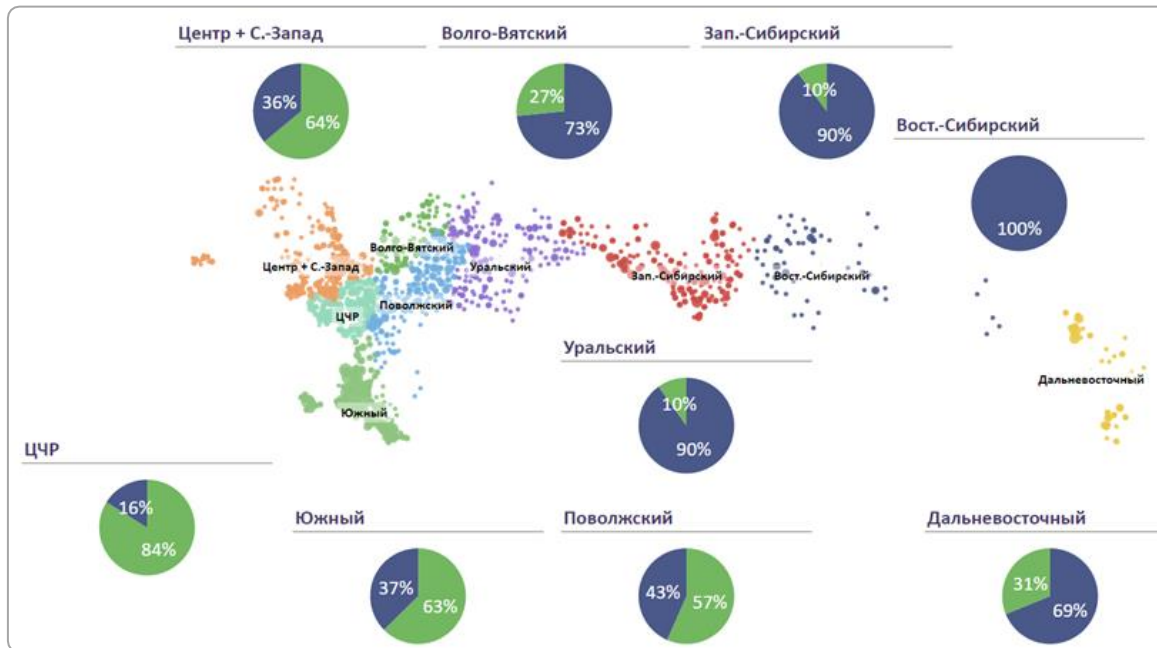 Центр + С.-Запад
36%
64%
Волго-Вятский
27%
73%
Зап.-Сибирский
10%
90%
Вост.-Сибирский
100%
Волго-Вятский
Центр + С.-Запад
Уральский
Зап.-Сибирский
Вост.-Сибирский
Поволжский
ЦЧР
Южный
Дальневосточный
Уральский
10%
90%
ЦЧР
16%
84%
Южный
37%
63%
Поволжский
43%
57%
Дальневосточный
31%
69%